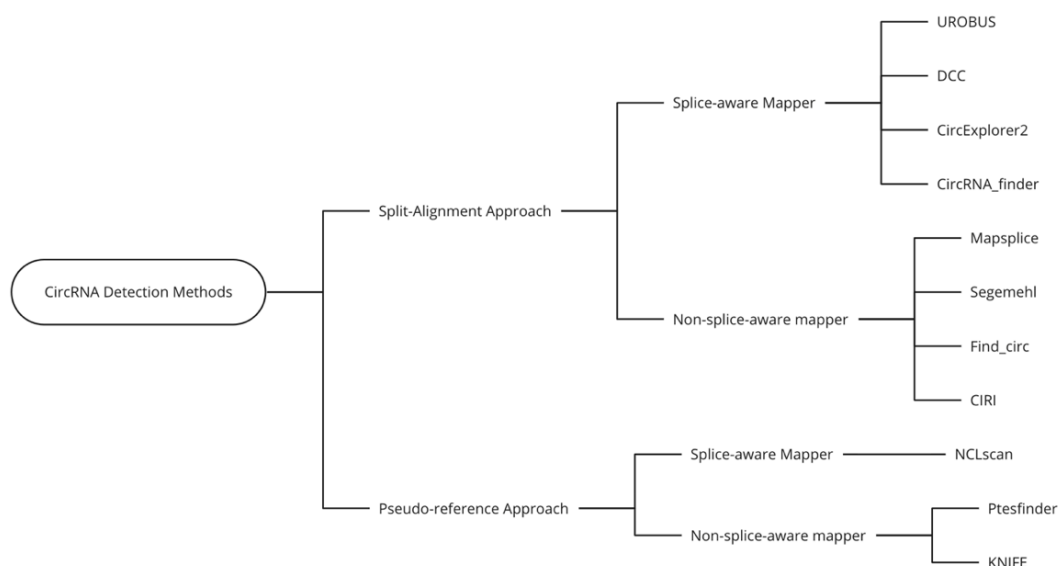 UROBUS
DCC
Splice-aware Mapper
CircExplorer2
CircRNA_finder
Split-Alignment Approach
Mapsplice
CircRNA Detection Methods
Segemehl
Non-splice-aware mapper
Find_circ
CIRI
Splice-aware Mapper
NCLscan
Pseudo-reference Approach
Ptesfinder
Non-splice-aware mapper
KNIFE